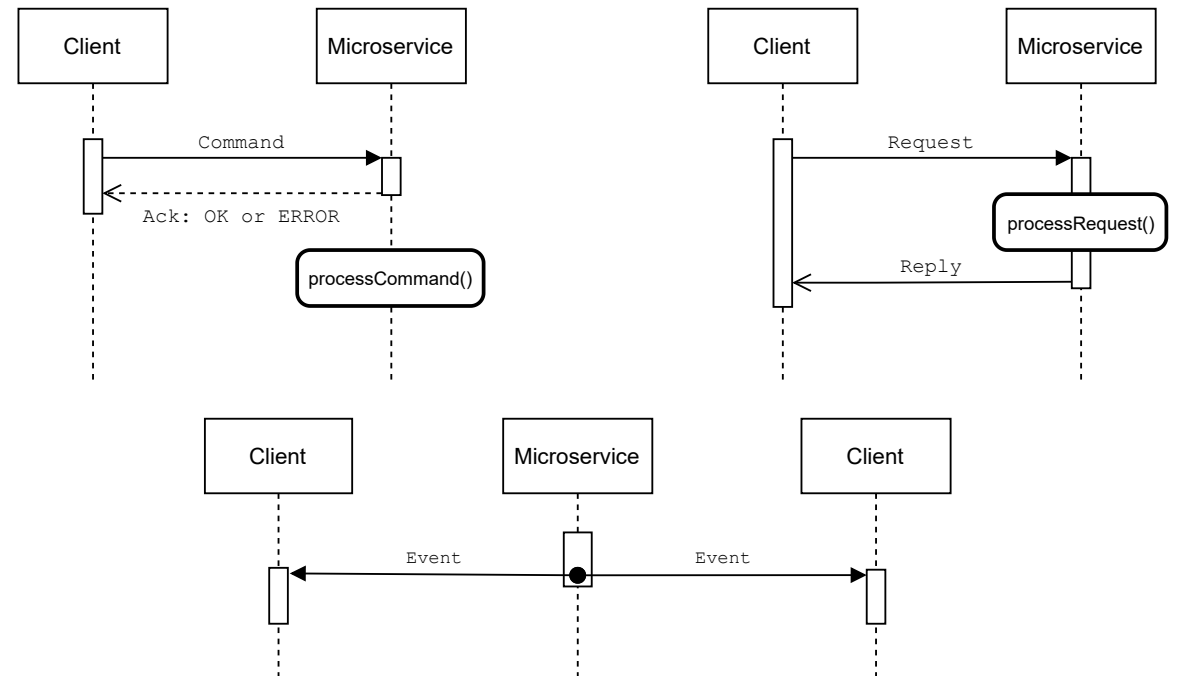 Client
Microservice
Command
Ack: OK or ERROR
processCommand()
Client
Microservice
Request
processRequest()
Reply
Client
Microservice
Client
Event
Event